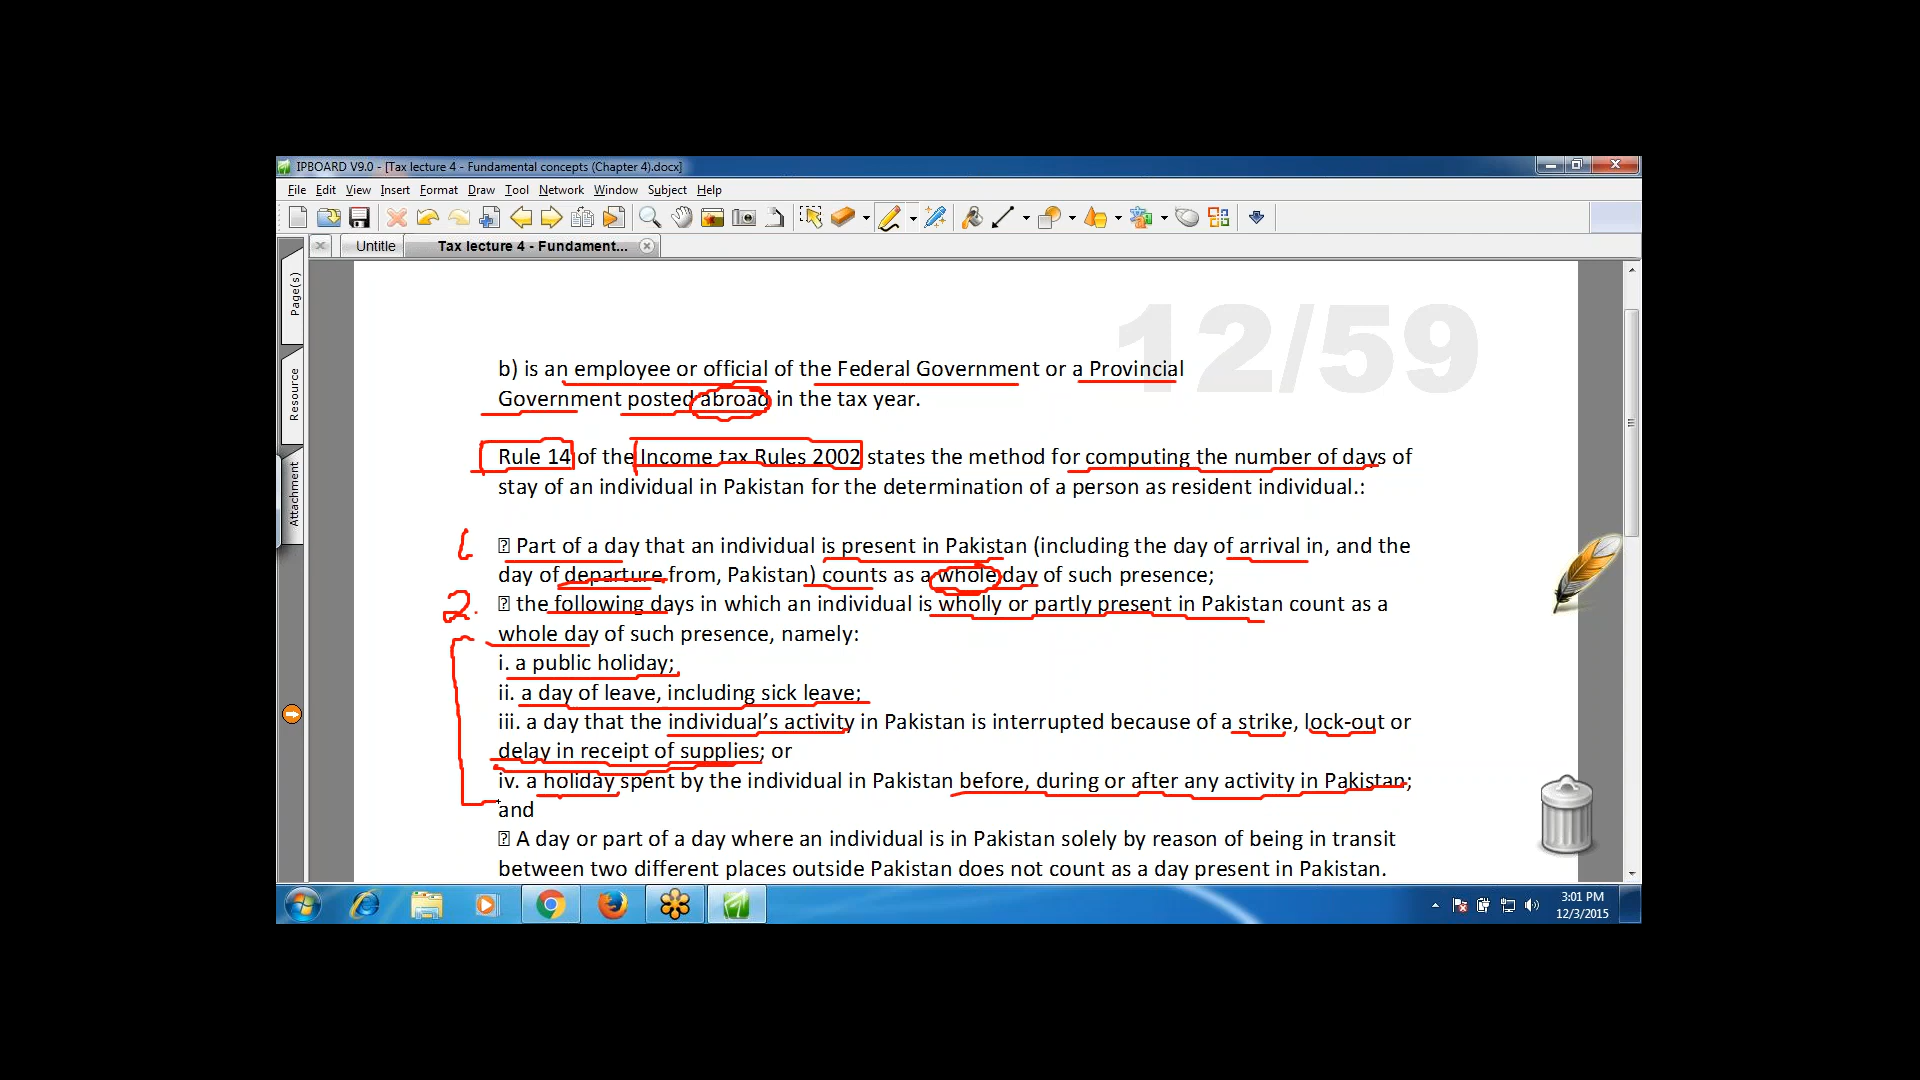 IPBOARD V9.0 - [Tax lecture 4 - Fundamental concepts (Chapter 4).docx]
File Edit View Insert Format Draw Tool Network Window Subject Help
Untitle Tax lecture 4 - Fundament...
Page(s)
Resource
Attachment
12/59
b) is an employee or official of the Federal Government or a Provincial
Government posted abroad in the tax year.
Rule 14 of the Income tax Rules 2002 states the method for computing the number of days of
stay of an individual in Pakistan for the determination of a person as resident individual.:
1 Part of a day that an individual is present in Pakistan (including the day of arrival in, and the
day of departure from, Pakistan) counts as a whole day of such presence;
2. the following days in which an individual is wholly or partly present in Pakistan count as a
whole day of such presence, namely:
i. a public holiday;
ii. a day of leave, including sick leave;
iii. a day that the individual’s activity in Pakistan is interrupted because of a strike, lock-out or
delay in receipt of supplies; or
iv. a holiday spent by the individual in Pakistan before, during or after any activity in Pakistan;
and
A day or part of a day where an individual is in Pakistan solely by reason of being in transit
between two different places outside Pakistan does not count as a day present in Pakistan.
3:01 PM
12/3/2015